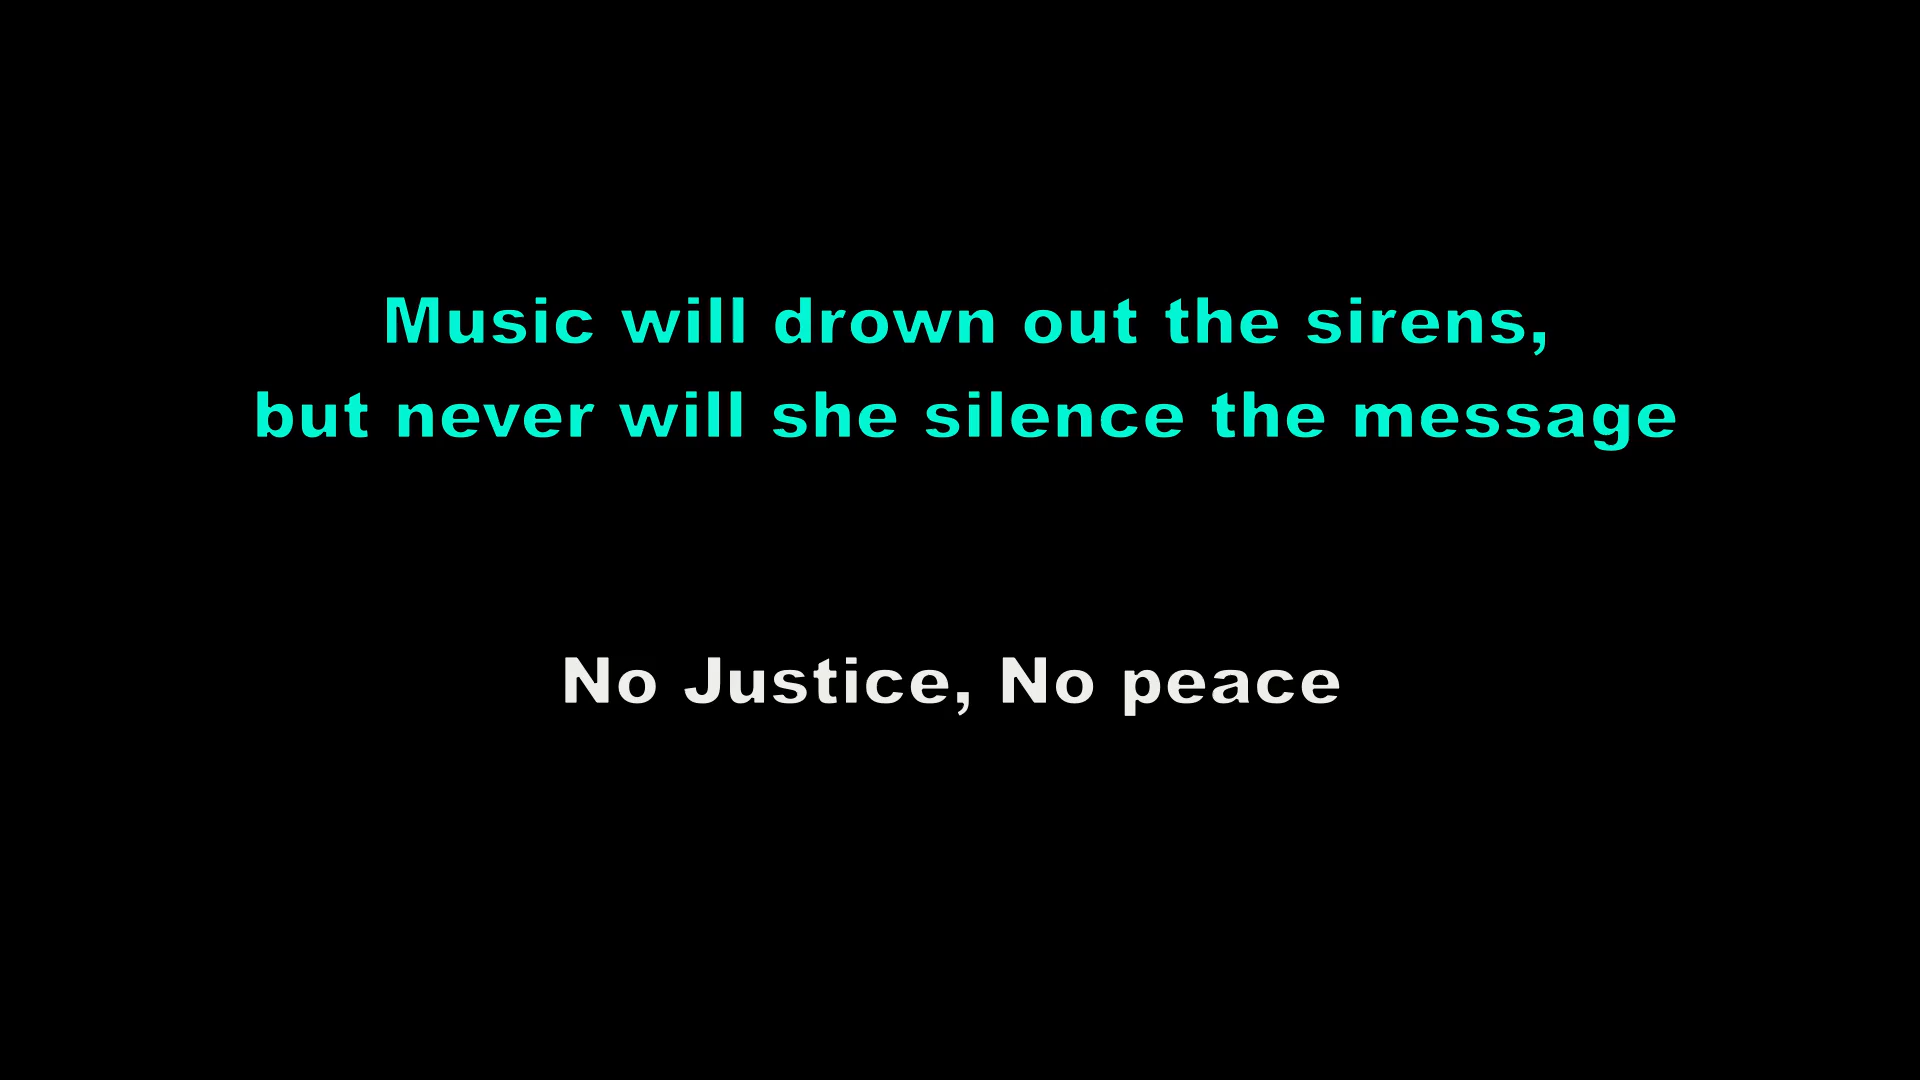 Music will drown out the sirens,
but never will she silence the message
No Justice, No peace